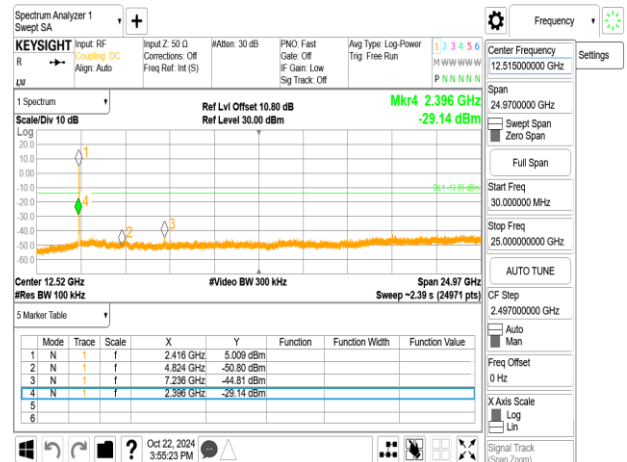 Spectrum Analyzer 1
Swept SA
Frequency
KEYSIGHT Input: RF Input Z: 50 Ω #Atten: 30 dB PNO: Fast Avg Type: Log-Power 1 2 3 4 5 6
R Coupling: DC Corrections: Off Gate: Off Trig: Free Run M W W W W W
Align: Auto Freq Ref: Int (S) IF Gain: Low
Sig Track: Off P N N N N N
LXI
Center Frequency
12.515000000 GHz
Settings
Span
24.9700000 GHz
Swept Span
Zero Span
Full Span
Start Freq
30.000000 MHz
Stop Freq
25.000000000 GHz
AUTO TUNE
CF Step
2.497000000 GHz
Auto
Man
Freq Offset
0 Hz
X Axis Scale
Log
Lin
Signal Track
(Span Zoom)
1 Spectrum
Ref Lvl Offset 10.80 dB
Mkr4 2.396 GHz
Scale/Div 10 dB
Ref Level 30.00 dBm
-29.14 dBm
Log
20.0
10.0
0.00
-10.0
-20.0
-30.0
-40.0
-50.0
-60.0
1
4
2
3
Center 12.52 GHz #Video BW 300 kHz Span 24.97 GHz
#Res BW 100 kHz Sweep ~2.39 s (24971 pts)
5 Marker Table
Mode Trace Scale X Y Function Function Width Function Value
1 N 1 f 2.416 GHz 5.009 dBm
2 N 1 f 4.824 GHz -50.80 dBm
3 N 1 f 7.236 GHz -44.81 dBm
4 N 1 f 2.396 GHz -29.14 dBm
5
6
?
Oct 22, 2024
3:55:23 PM